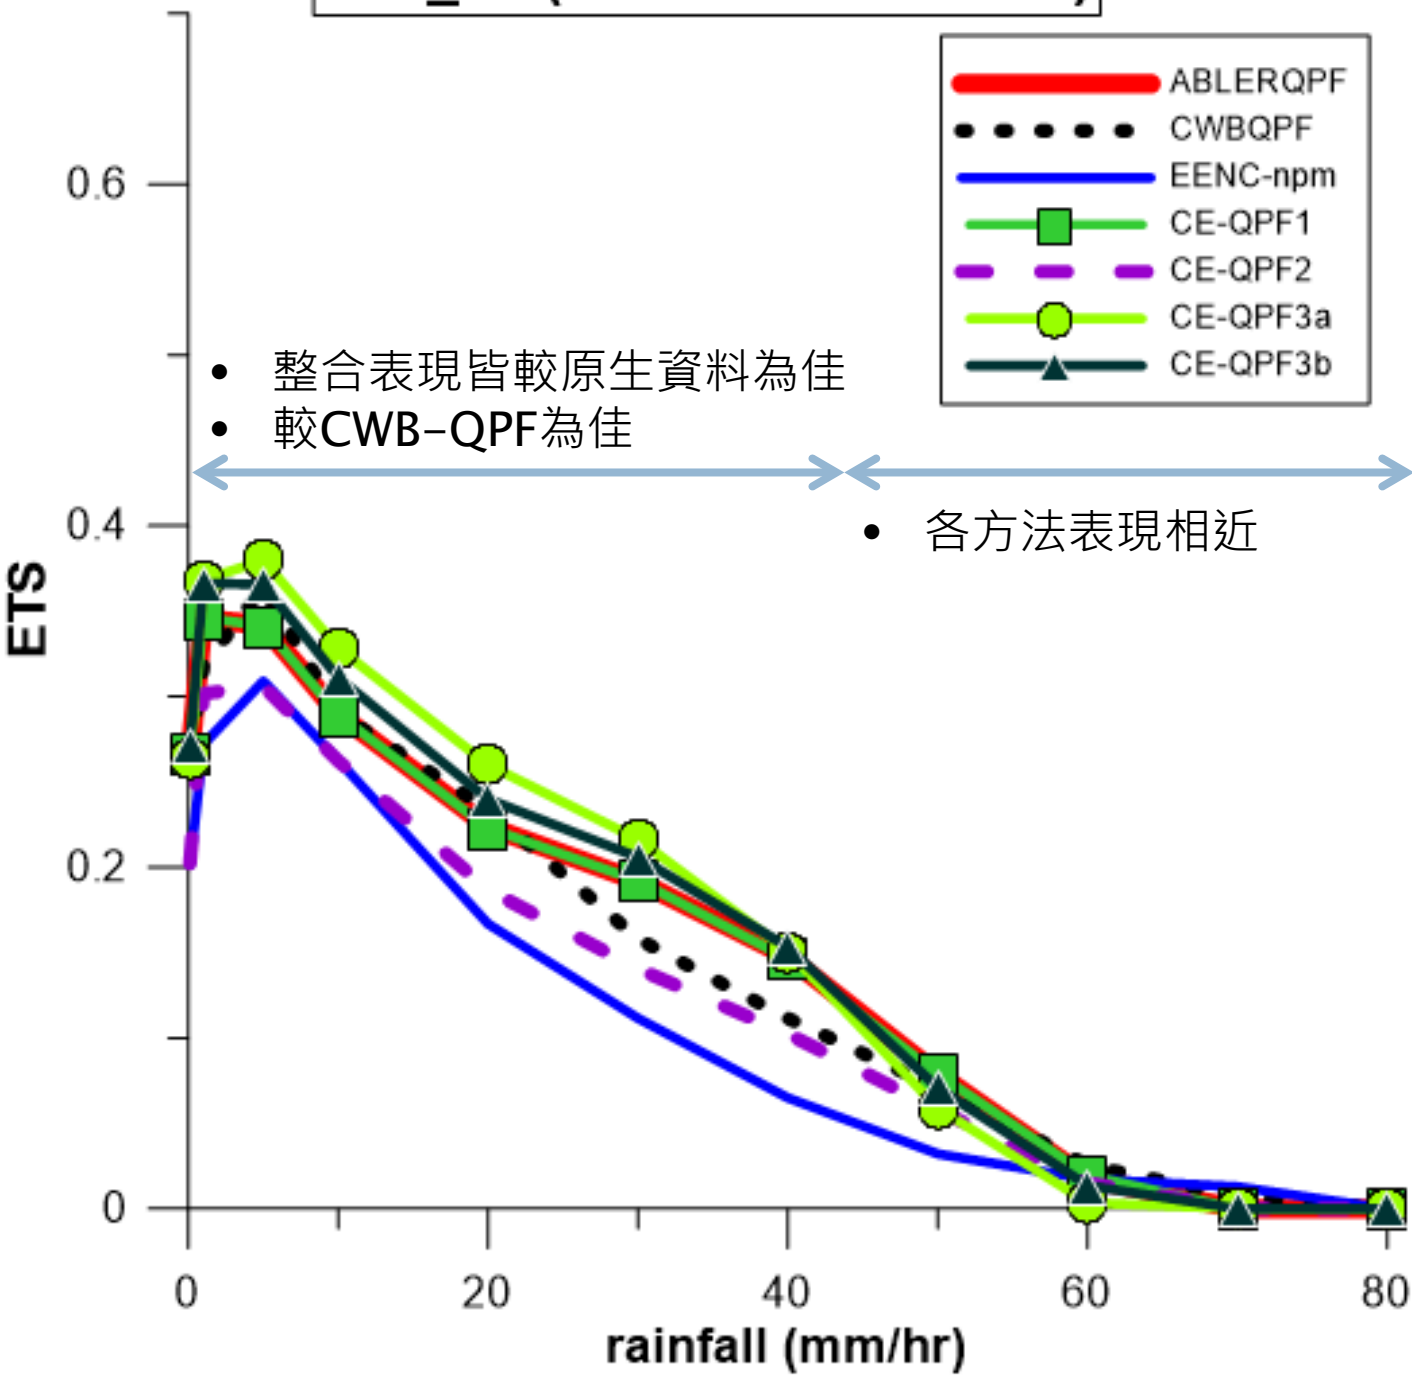 ABLERQPF
CWBQPF
EENC-npm
CE-QPF1
CE-QPF2
CE-QPF3a
CE-QPF3b
• 整合表現皆較原生資料為佳
• 較CWB-QPF為佳
• 各方法表現相近
ETS
0.6
0.4
0.2
0
0 20 40 60 80
rainfall (mm/hr)